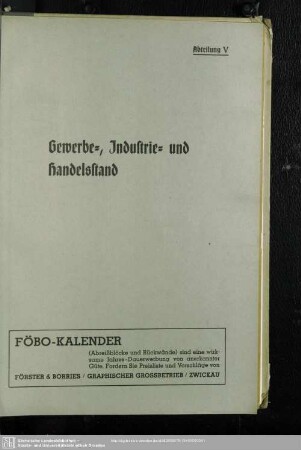 Abteilung V
Gewerbe-, Industrie- und
Handelsstand
FÖBO-KALENDER
(Abreißblöcke und Rückwände) sind eine wirk-
same Jahres-Dauerwerbung von anerkannter
Güte. Fordern Sie Preisliste und Vorschläge von
FÖRSTER & BORRIES / GRAPHISCHER GROSSBETRIEB / ZWICKAU